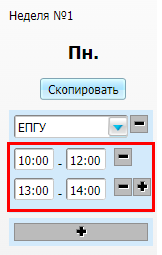 Неделя №1
Пн.
Скопировать
ЕПГУ
10:00 - 12:00
13:00 - 14:00